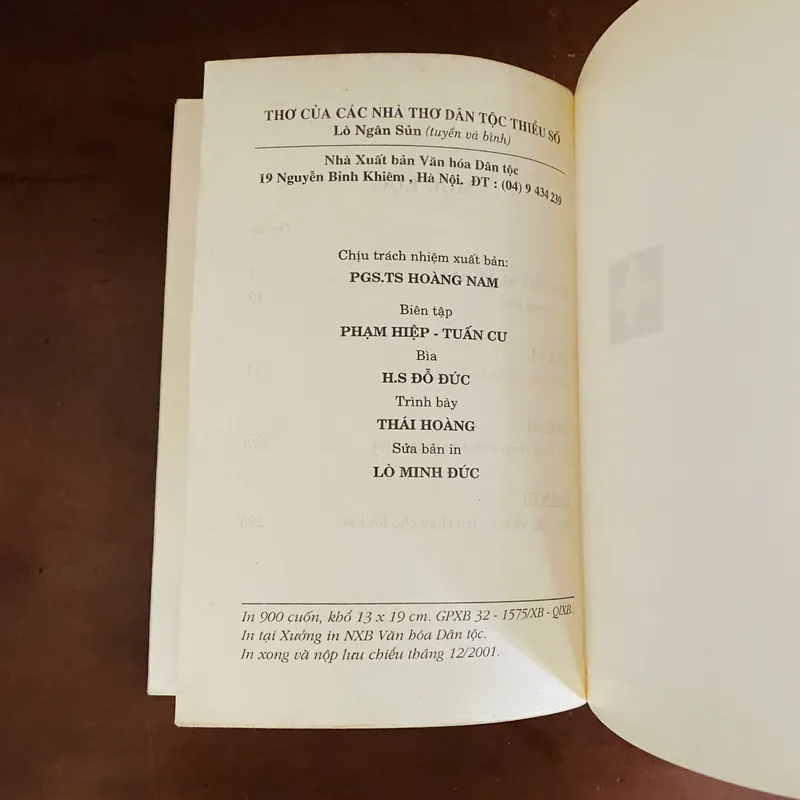 THƠ CỦA CÁC NHÀ THƠ DÂN TỘC THIỂU SỐ
Lò Ngân Sủn (tuyển và bình)
Nhà Xuất bản Văn hóa Dân tộc
19 Nguyễn Bỉnh Khiêm , Hà Nội. ĐT : (04) 9 434 239
Chịu trách nhiệm xuất bản:
PGS.TS HOÀNG NAM
Biên tập
PHẠM HIỆP - TUẤN CƯ
Bìa
H.S ĐỖ ĐỨC
Trình bày
THÁI HOÀNG
Sửa bản in
LÒ MINH ĐỨC
In 900 cuốn, khổ 13 x 19 cm. GPXB 32 - 1575/XB - QLXB.
In tại Xưởng in NXB Văn hóa Dân tộc.
In xong và nộp lưu chiểu tháng 12/2001.